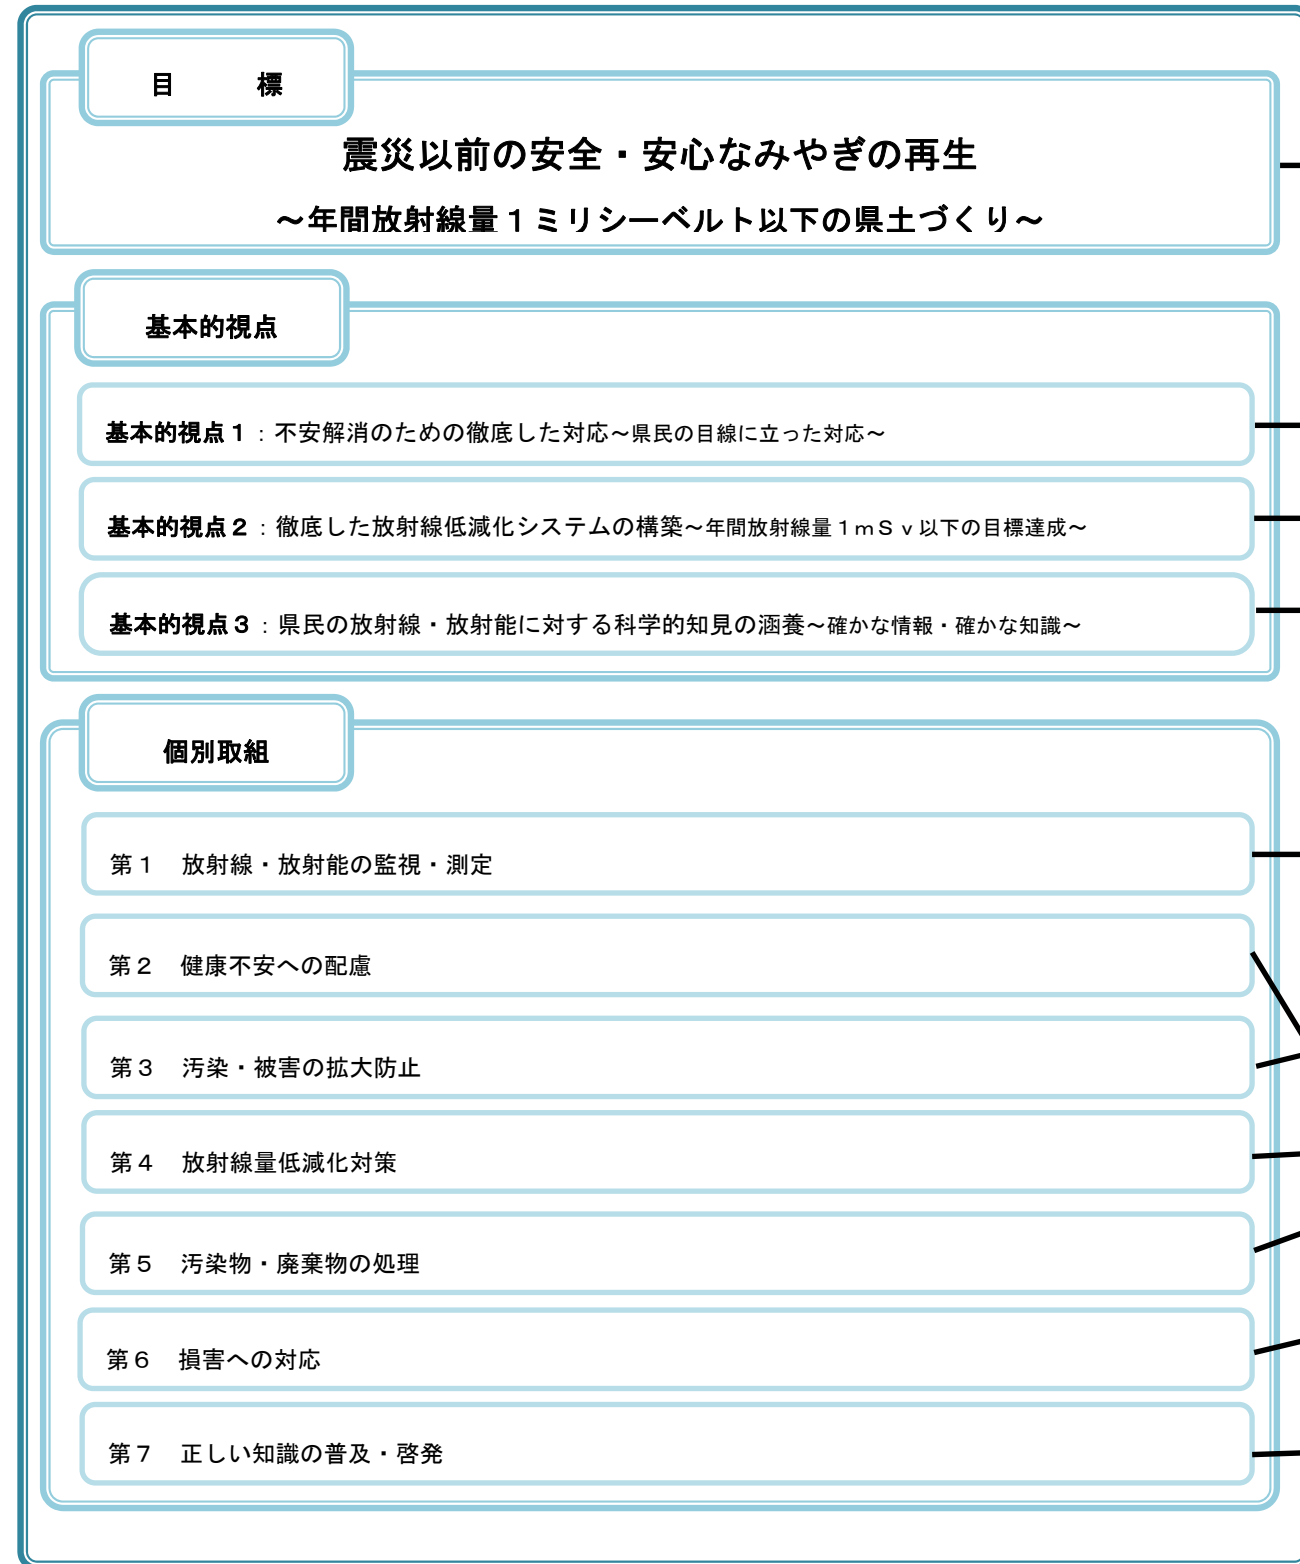 目　　　標
震災以前の安全・安心なみやぎの再生
～年間放射線量１ミリシーベルト以下の県土づくり～
基本的視点
基本的視点１：不安解消のための徹底した対応～県民の目線に立った対応～
基本的視点２：徹底した放射線低減化システムの構築～年間放射線量１ｍＳｖ以下の目標達成～
基本的視点３：県民の放射線・放射能に対する科学的知見の涵養～確かな情報・確かな知識～
個別取組
第１　放射線・放射能の監視・測定
第２　健康不安への配慮
第３　汚染・被害の拡大防止
第４　放射線量低減化対策
第５　汚染物・廃棄物の処理
第６　損害への対応
第７　正しい知識の普及・啓発